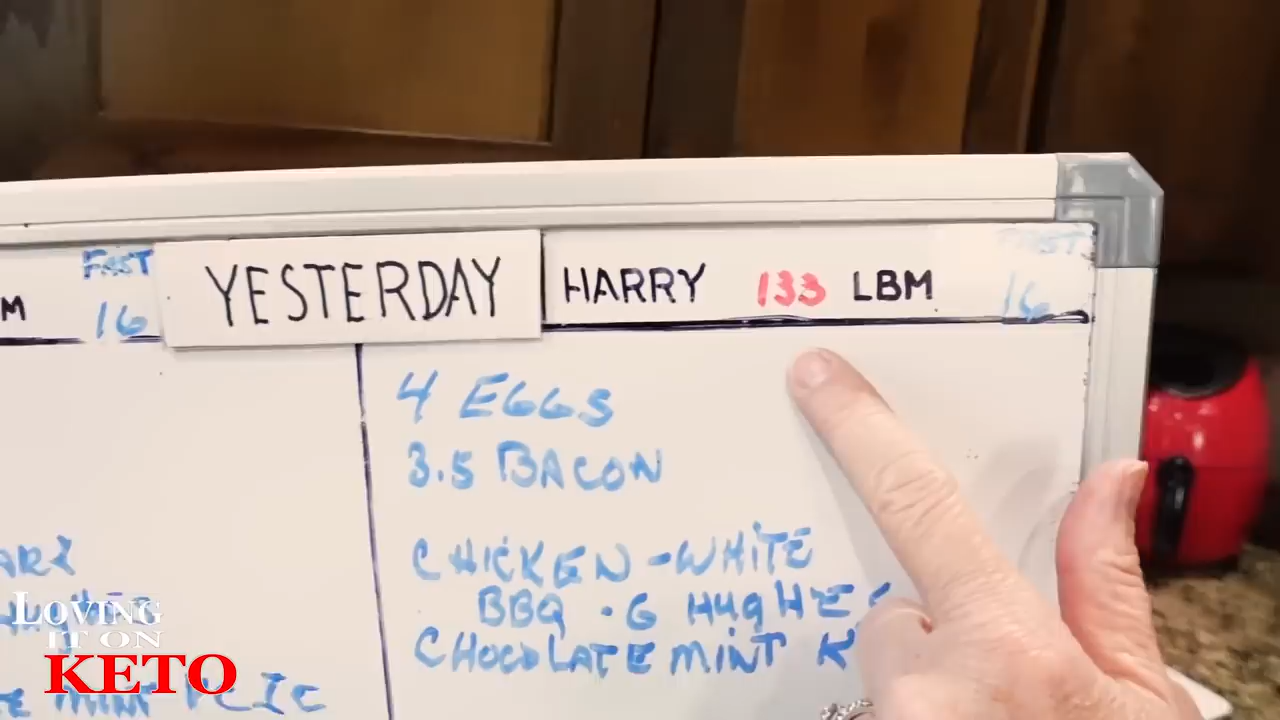 FAST
M
16
YESTERDAY
HARRY 133 LBM
FAST
16
4 EGGS
3.5 BACON
CHICKEN - WHITE
BBQ - G HUGHES
CHOCOLATE MINT K
LOVING
IT ON
KETO
MINT